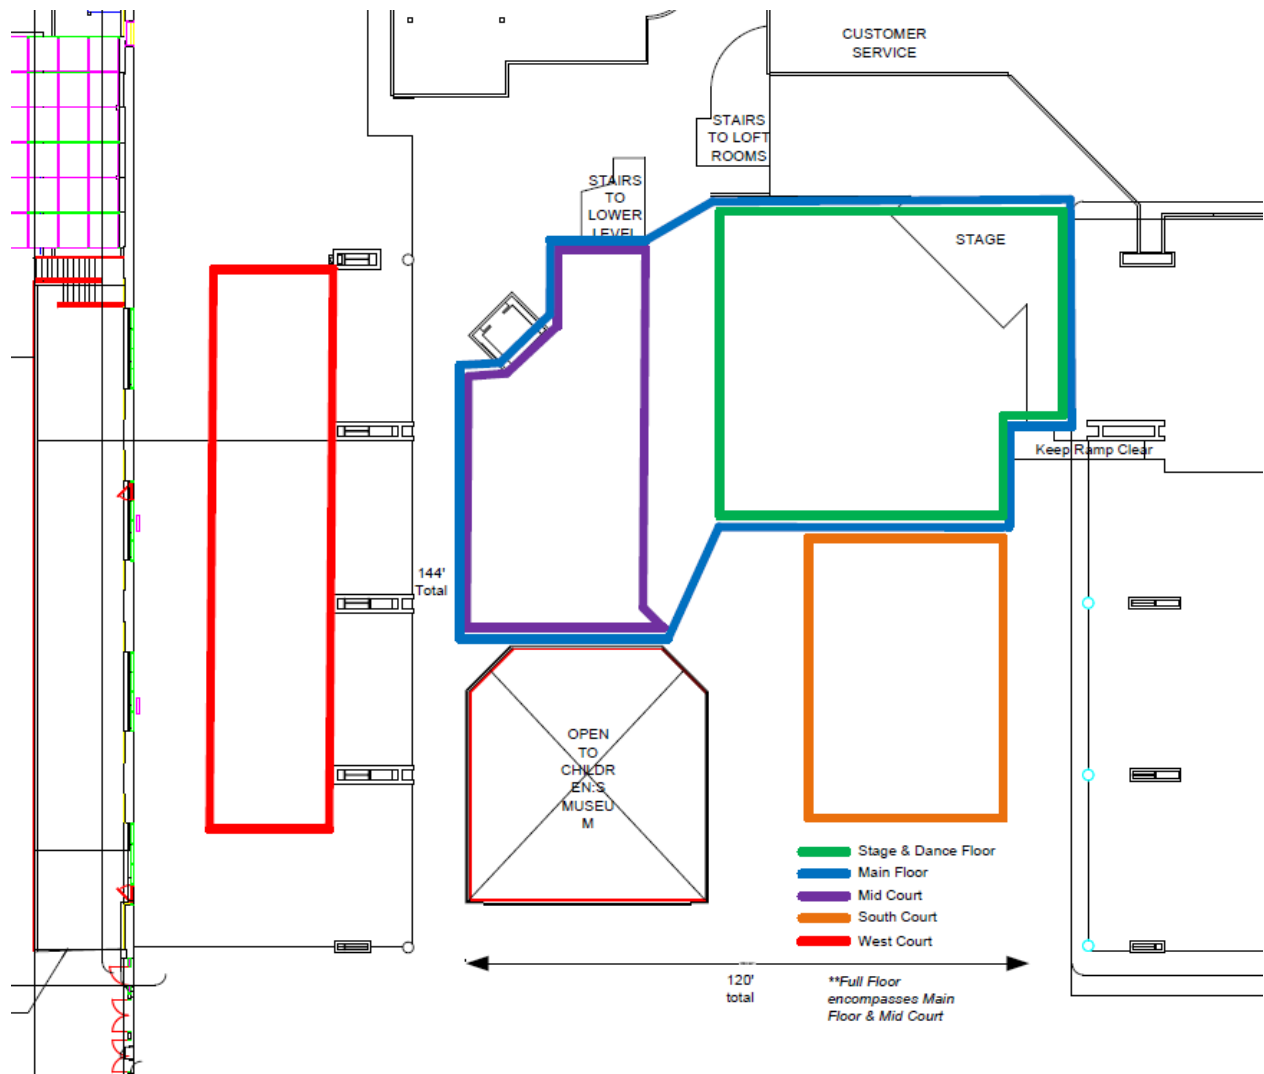 CUSTOMER
SERVICE
STAIRS
TO LOFT
ROOMS
STAIRS
TO
LOWER
LEVEL
STAGE
Keep Ramp Clear
144'
Total
OPEN
TO
CHILDR
EN:S
MUSEU
M
Stage & Dance Floor
Main Floor
Mid Court
South Court
West Court
120'
total
**Full Floor
encompasses Main
Floor & Mid Court